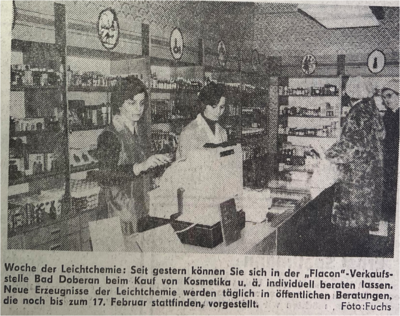 Woche der Leichtchemie: Seit gestern können Sie sich in der „Flacon"-Verkaufs-
stelle Bad Doberan beim Kauf von Kosmetika u. ä. individuell beraten lassen.
Neue Erzeugnisse der Leichtchemie werden täglich in öffentlichen Beratungen,
die noch bis zum 17. Februar stattfinden, vorgestellt. Foto: Fuchs